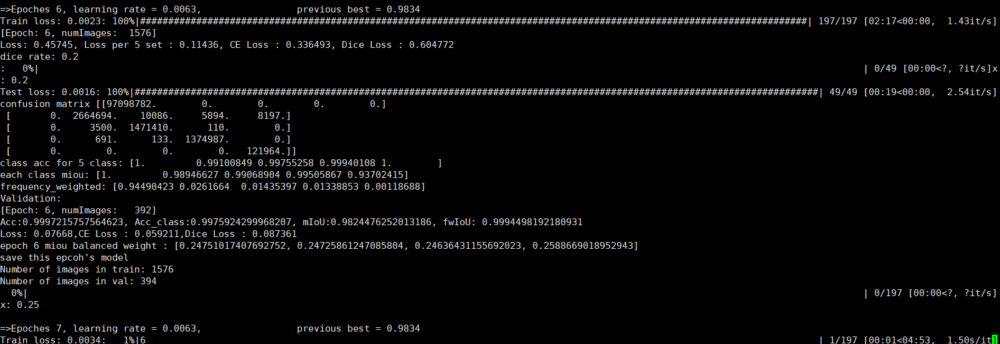 =>Epoches 6, learning rate = 0.0063,                 previous best = 0.9834
Train loss: 0.0023: 100%|#######################################################################################################################| 197/197 [02:17<00:00,  1.43it/s]
[Epoch: 6, numImages:  1576]
Loss: 0.45745, Loss per 5 set : 0.11436, CE Loss : 0.336493, Dice Loss : 0.604772
dice rate: 0.2
:   0%|                                                                                                                                                   | 0/49 [00:00<?, ?it/s]x
: 0.2
Test loss: 0.0016: 100%|##########################################################################################################################| 49/49 [00:19<00:00,  2.54it/s]
confusion matrix [[97098782.        0.        0.        0.        0.]
 [       0.  2664694.    10086.     5894.     8197.]
 [       0.     3500.  1471410.      110.        0.]
 [       0.      691.      133.  1374987.        0.]
 [       0.        0.        0.        0.   121964.]]
class acc for 5 class: [1.         0.99100849 0.99755258 0.99940108 1.        ]
each class miou: [1.         0.98946627 0.99068904 0.99505867 0.93702415]
frequency_weighted: [0.94490423 0.0261664  0.01435397 0.01338853 0.00118688]
Validation:
[Epoch: 6, numImages:   392]
Acc:0.9997215757564623, Acc_class:0.9975924299968207, mIoU:0.9824476252013186, fwIoU: 0.9994498192180931
Loss: 0.07668,CE Loss : 0.059211,Dice Loss : 0.087361
epoch 6 miou balanced weight : [0.24751017407692752, 0.24725861247085804, 0.24636431155692023, 0.2588669018952943]
save this epcoh's model
Number of images in train: 1576
Number of images in val: 394
  0%|                                                                                                                                                     | 0/197 [00:00<?, ?it/s]
x: 0.25
=>Epoches 7, learning rate = 0.0063,                 previous best = 0.9834
Train loss: 0.0034:   1%|6                                                                                                                        | 1/197 [00:01<04:53,  1.50s/it]